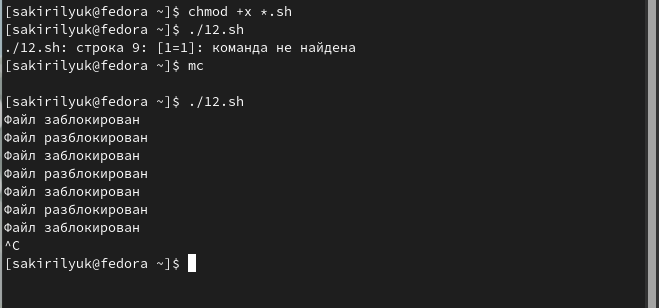 [sakirilyuk@fedora ~]$ chmod +x *.sh
[sakirilyuk@fedora ~]$ ./12.sh
./12.sh: строка 9: [1=1]: команда не найдена
[sakirilyuk@fedora ~]$ mc
[sakirilyuk@fedora ~]$ ./12.sh
Файл заблокирован
Файл разблокирован
Файл заблокирован
Файл разблокирован
Файл заблокирован
Файл разблокирован
Файл заблокирован
^C
[sakirilyuk@fedora ~]$